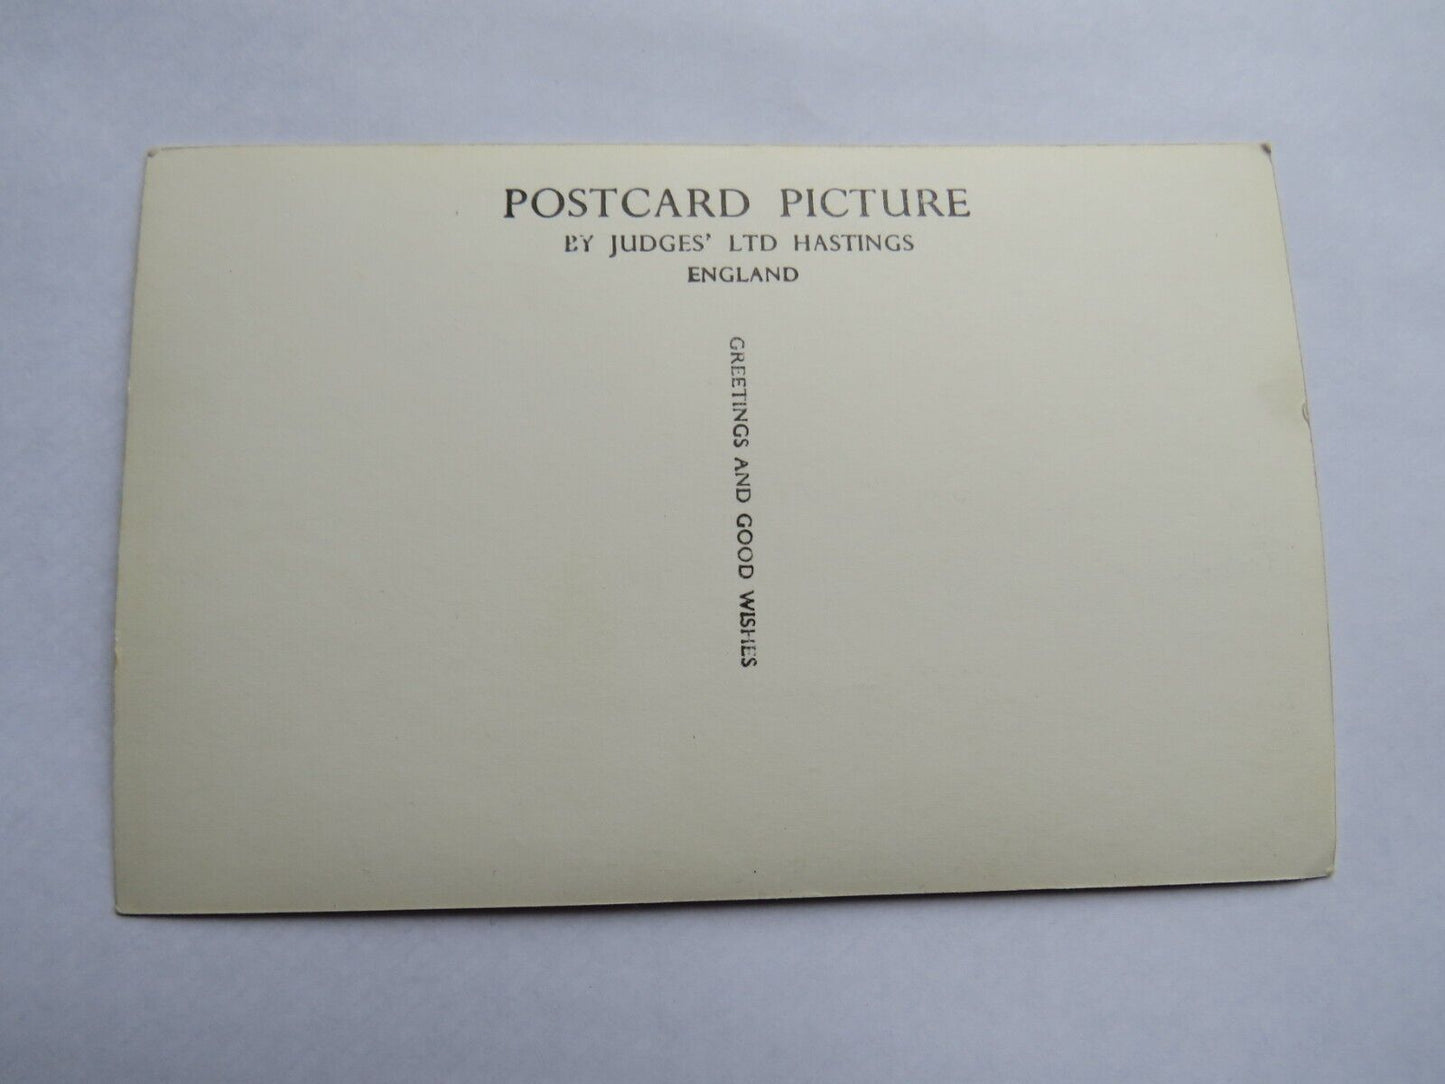 POSTCARD PICTURE
BY JUDGES' LTD HASTINGS
ENGLAND
GREETINGS AND GOOD WISHES